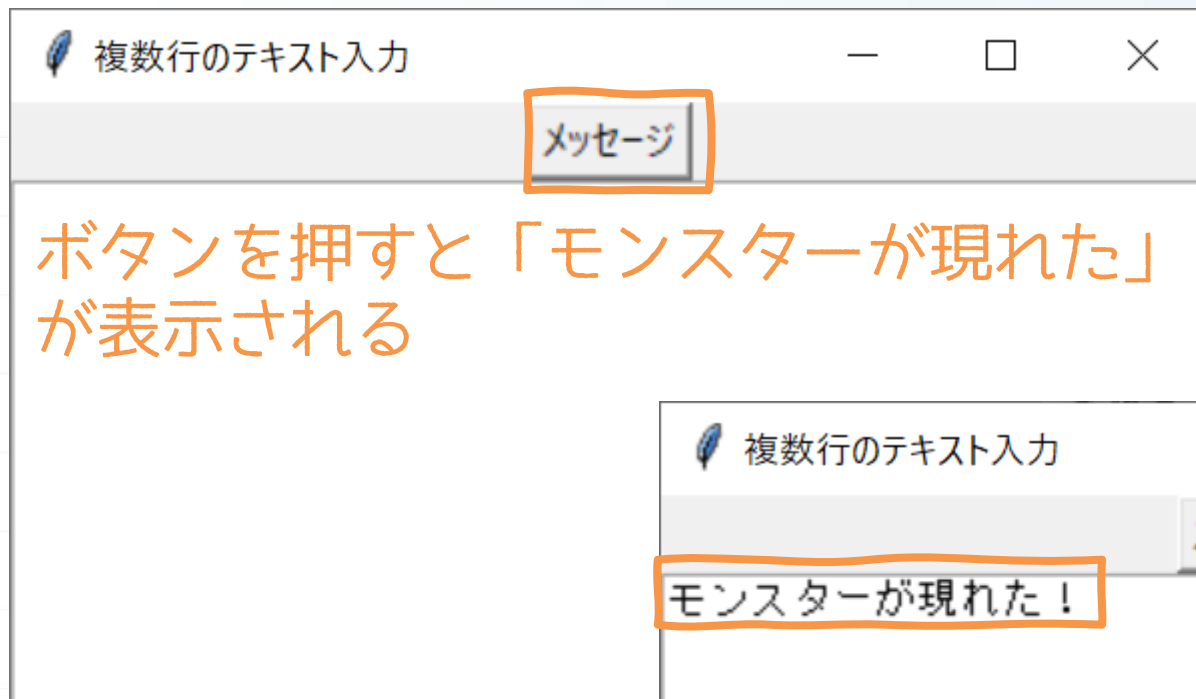 複数行のテキスト入力
メッセージ
ボタンを押すと「モンスターが現れた」
が表示される
複数行のテキスト入力
モンスターが現れた！